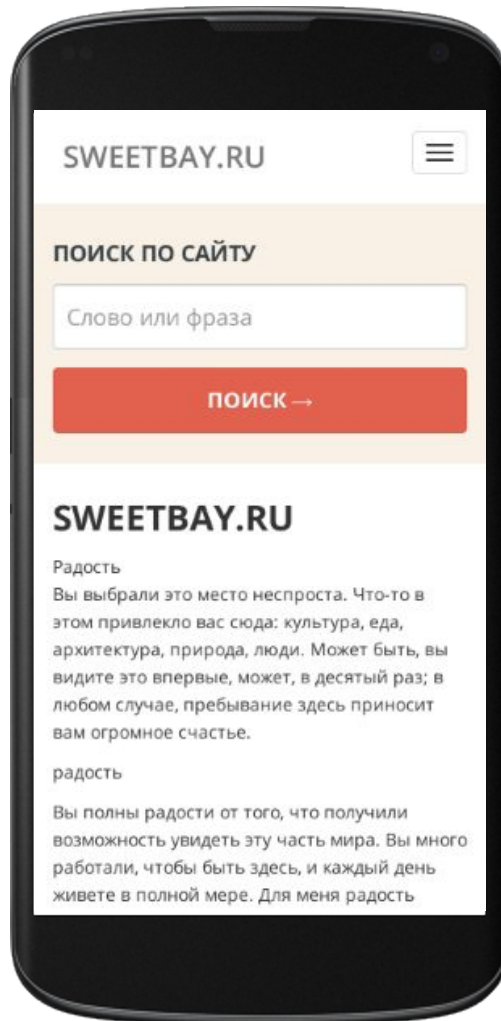 SWEETBAY.RU
ПОИСК ПО САЙТУ
Слово или фраза
ПОИСК→
SWEETBAY.RU
Радость
Вы выбрали это место неспроста. Что-то в
этом привлекло вас сюда: культура, еда,
архитектура, природа, люди. Может быть, вы
видите это впервые, может, в десятый раз; в
любом случае, пребывание здесь приносит
вам огромное счастье.
радость
Вы полны радости от того, что получили
возможность увидеть эту часть мира. Вы много
работали, чтобы быть здесь, и каждый день
живете в полной мере. Для меня радость